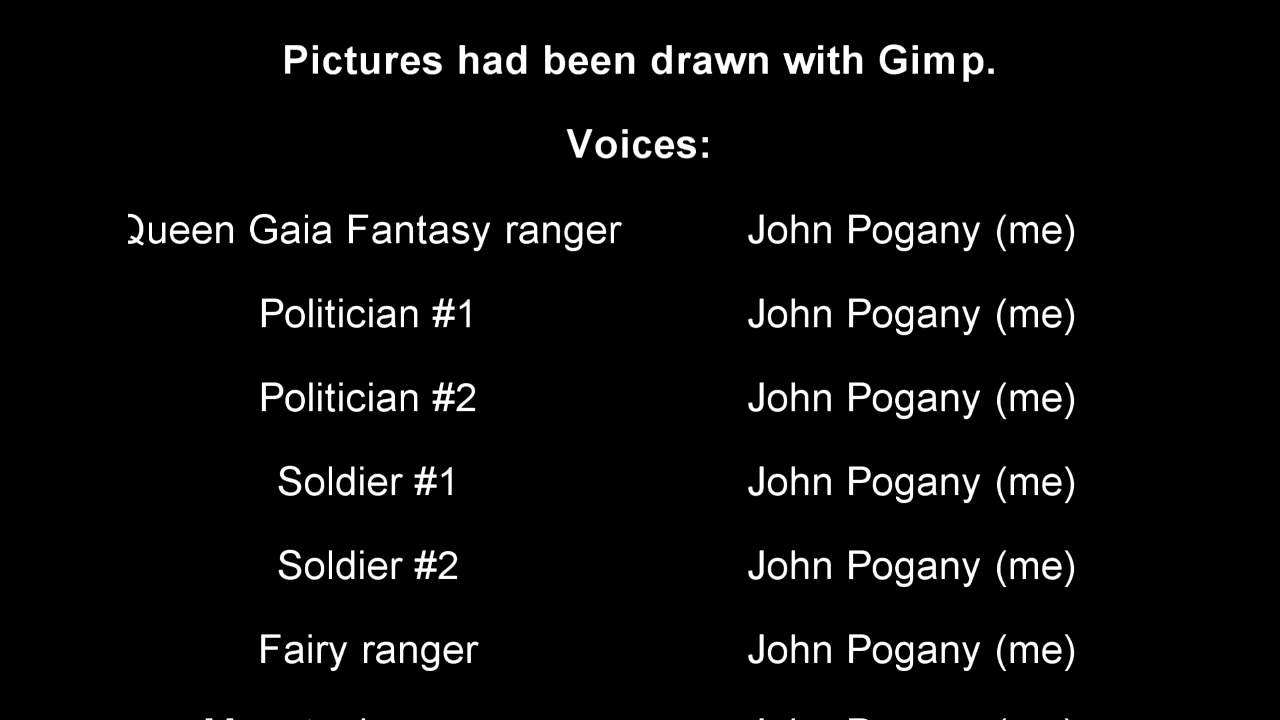 Pictures had been drawn with Gimp.
Voices:
Queen Gaia Fantasy ranger John Pogany (me)
Politician #1 John Pogany (me)
Politician #2 John Pogany (me)
Soldier #1 John Pogany (me)
Soldier #2 John Pogany (me)
Fairy ranger John Pogany (me)